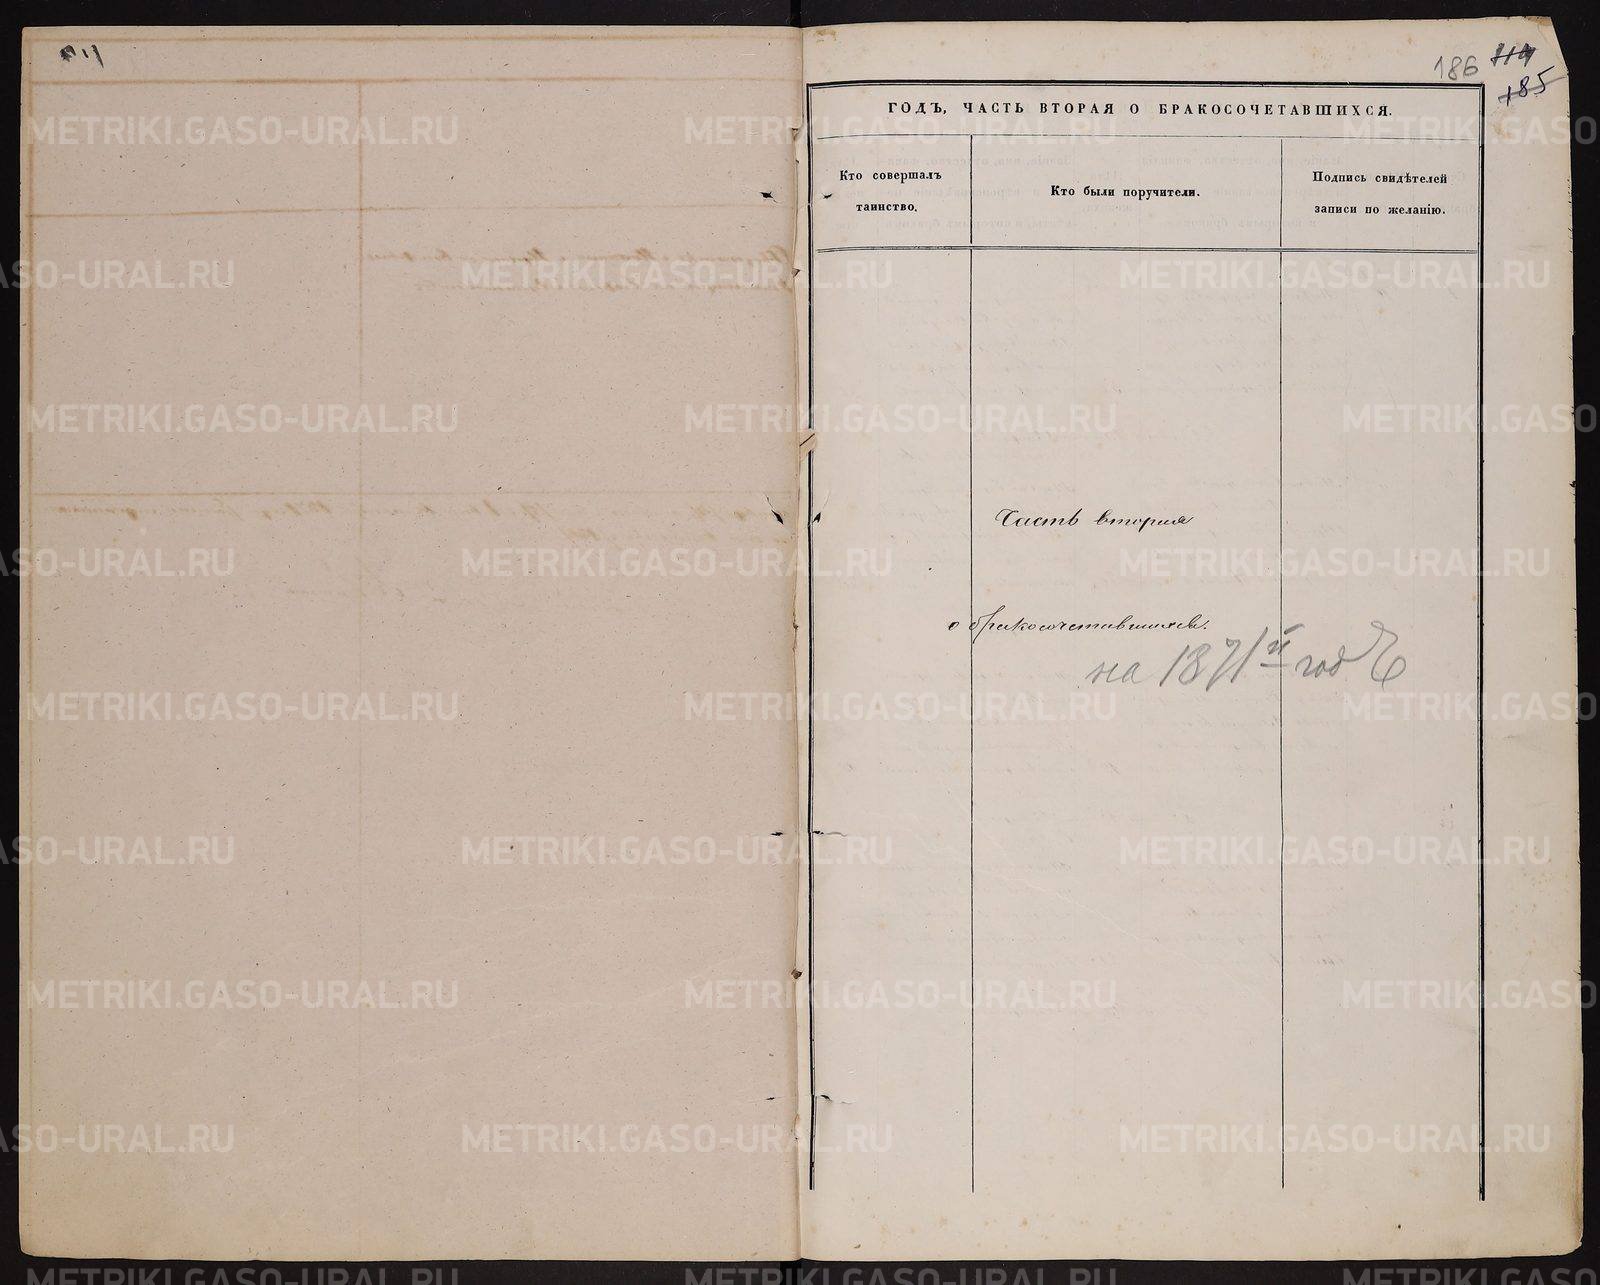 186 114
185
ГОДЪ, ЧАСТЬ ВТОРАЯ О БРАКОСОЧЕТАВШИХСЯ.
Кто совершалъ
таинство.
Кто были поручители.
Подпись свидѣтелей
записи по желанію.
Часть вторая
о бракосочетавшихся.
на 1871й годЪ
METRIKI.GASO-URAL.RU